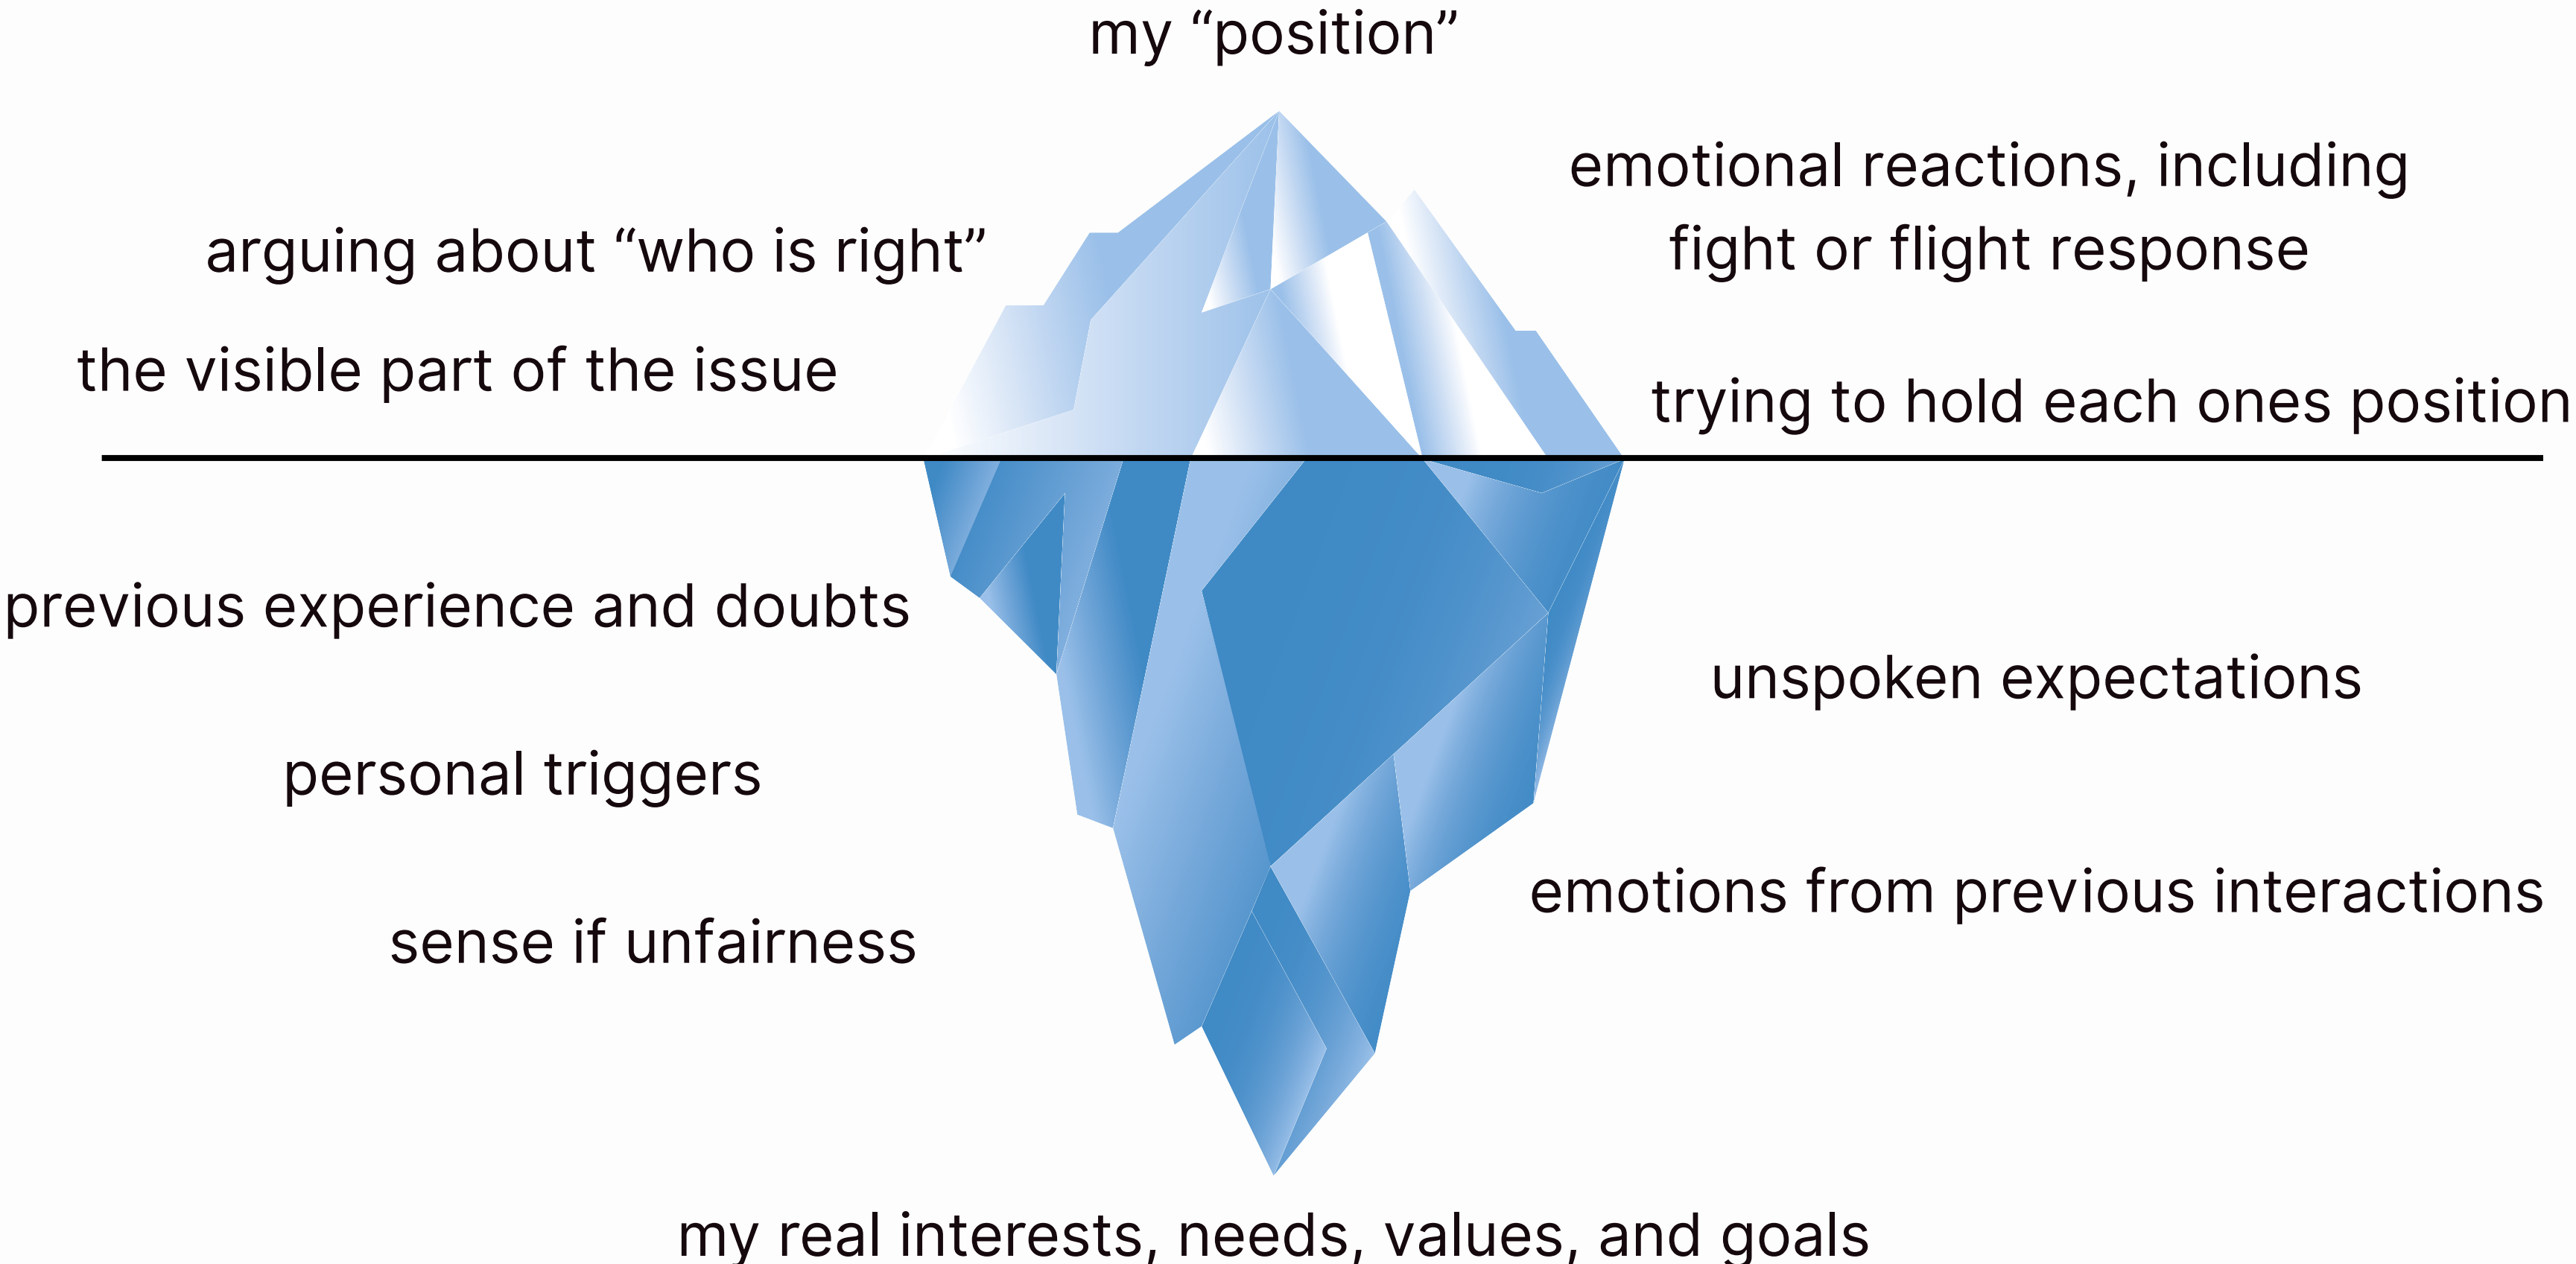 my “position”
emotional reactions, including
fight or flight response
arguing about “who is right”
the visible part of the issue
trying to hold each ones position
previous experience and doubts
unspoken expectations
personal triggers
emotions from previous interactions
sense if unfairness
my real interests, needs, values, and goals